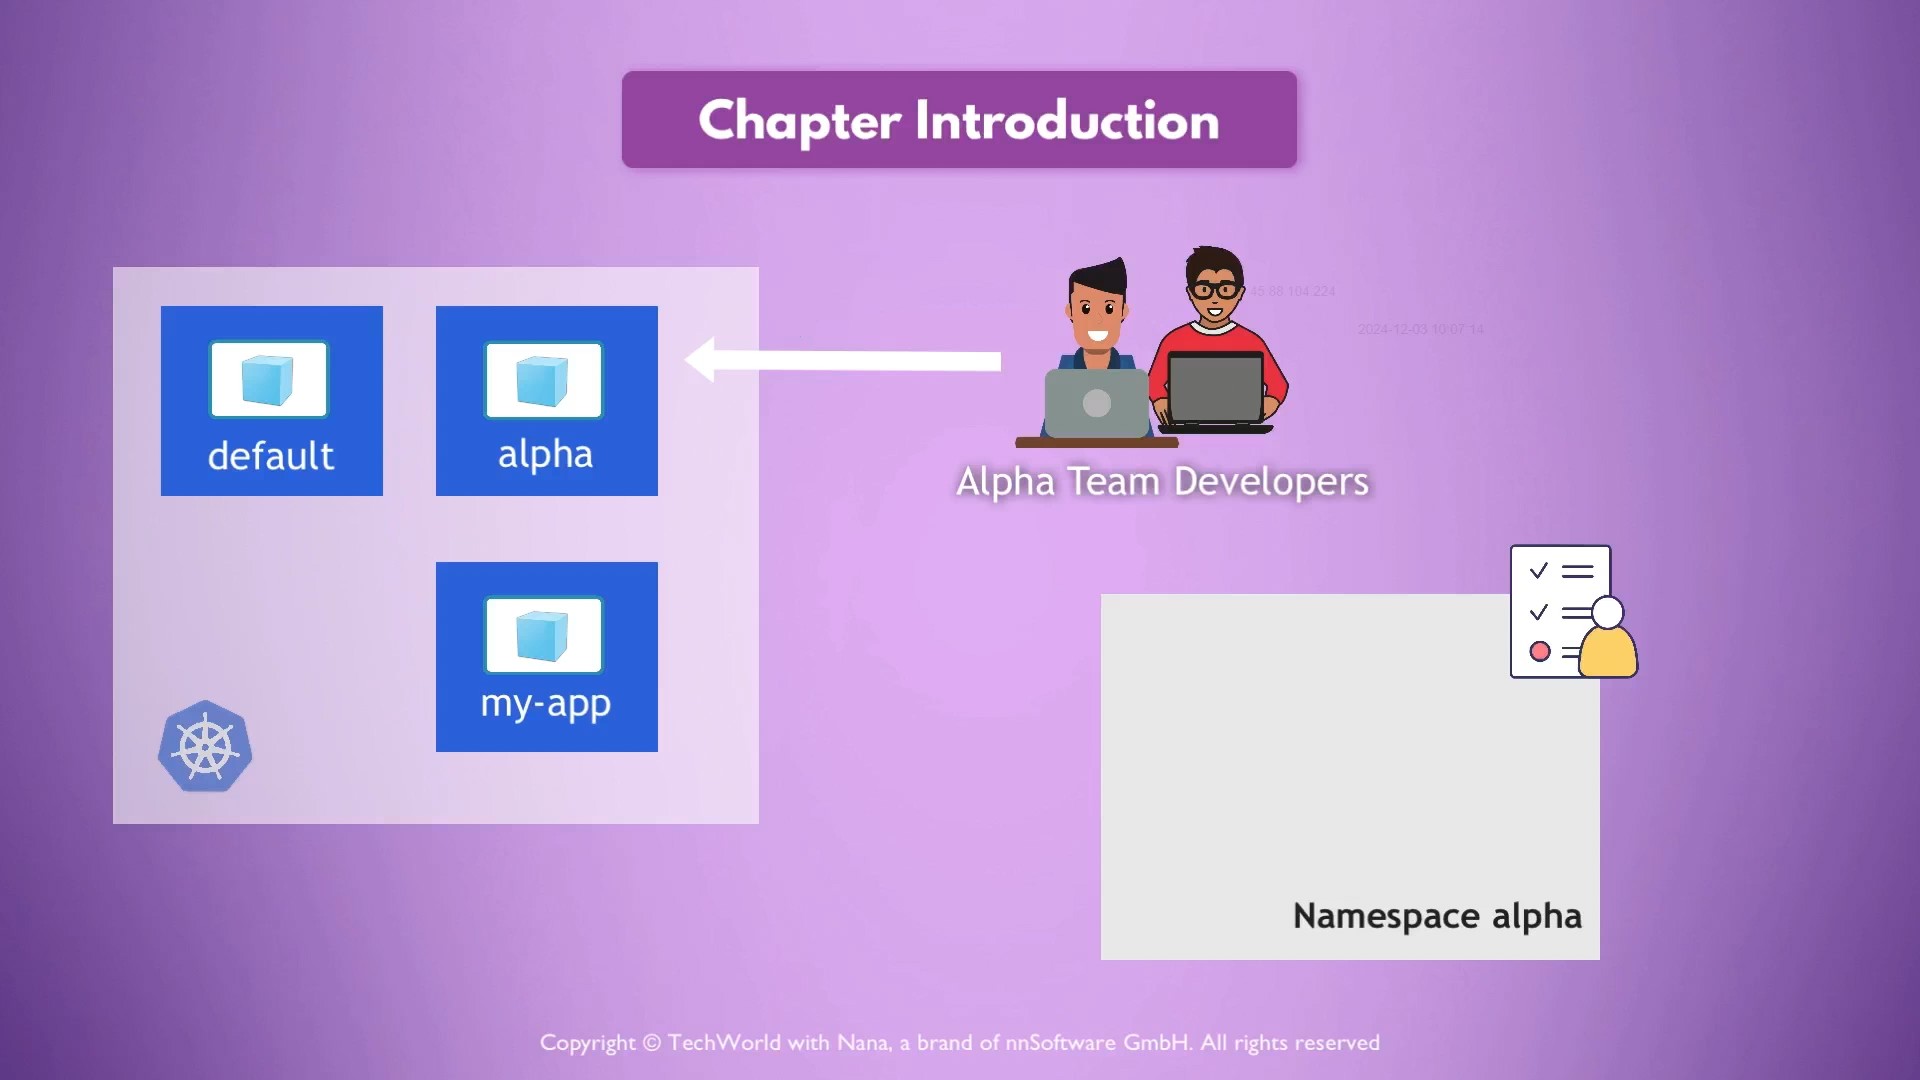 Chapter Introduction
45.88.104.224
2024-12-03 10:07:14
default
alpha
Alpha Team Developers
my-app
Namespace alpha
Copyright © TechWorld with Nana, a brand of nnSoftware GmbH. All rights reserved